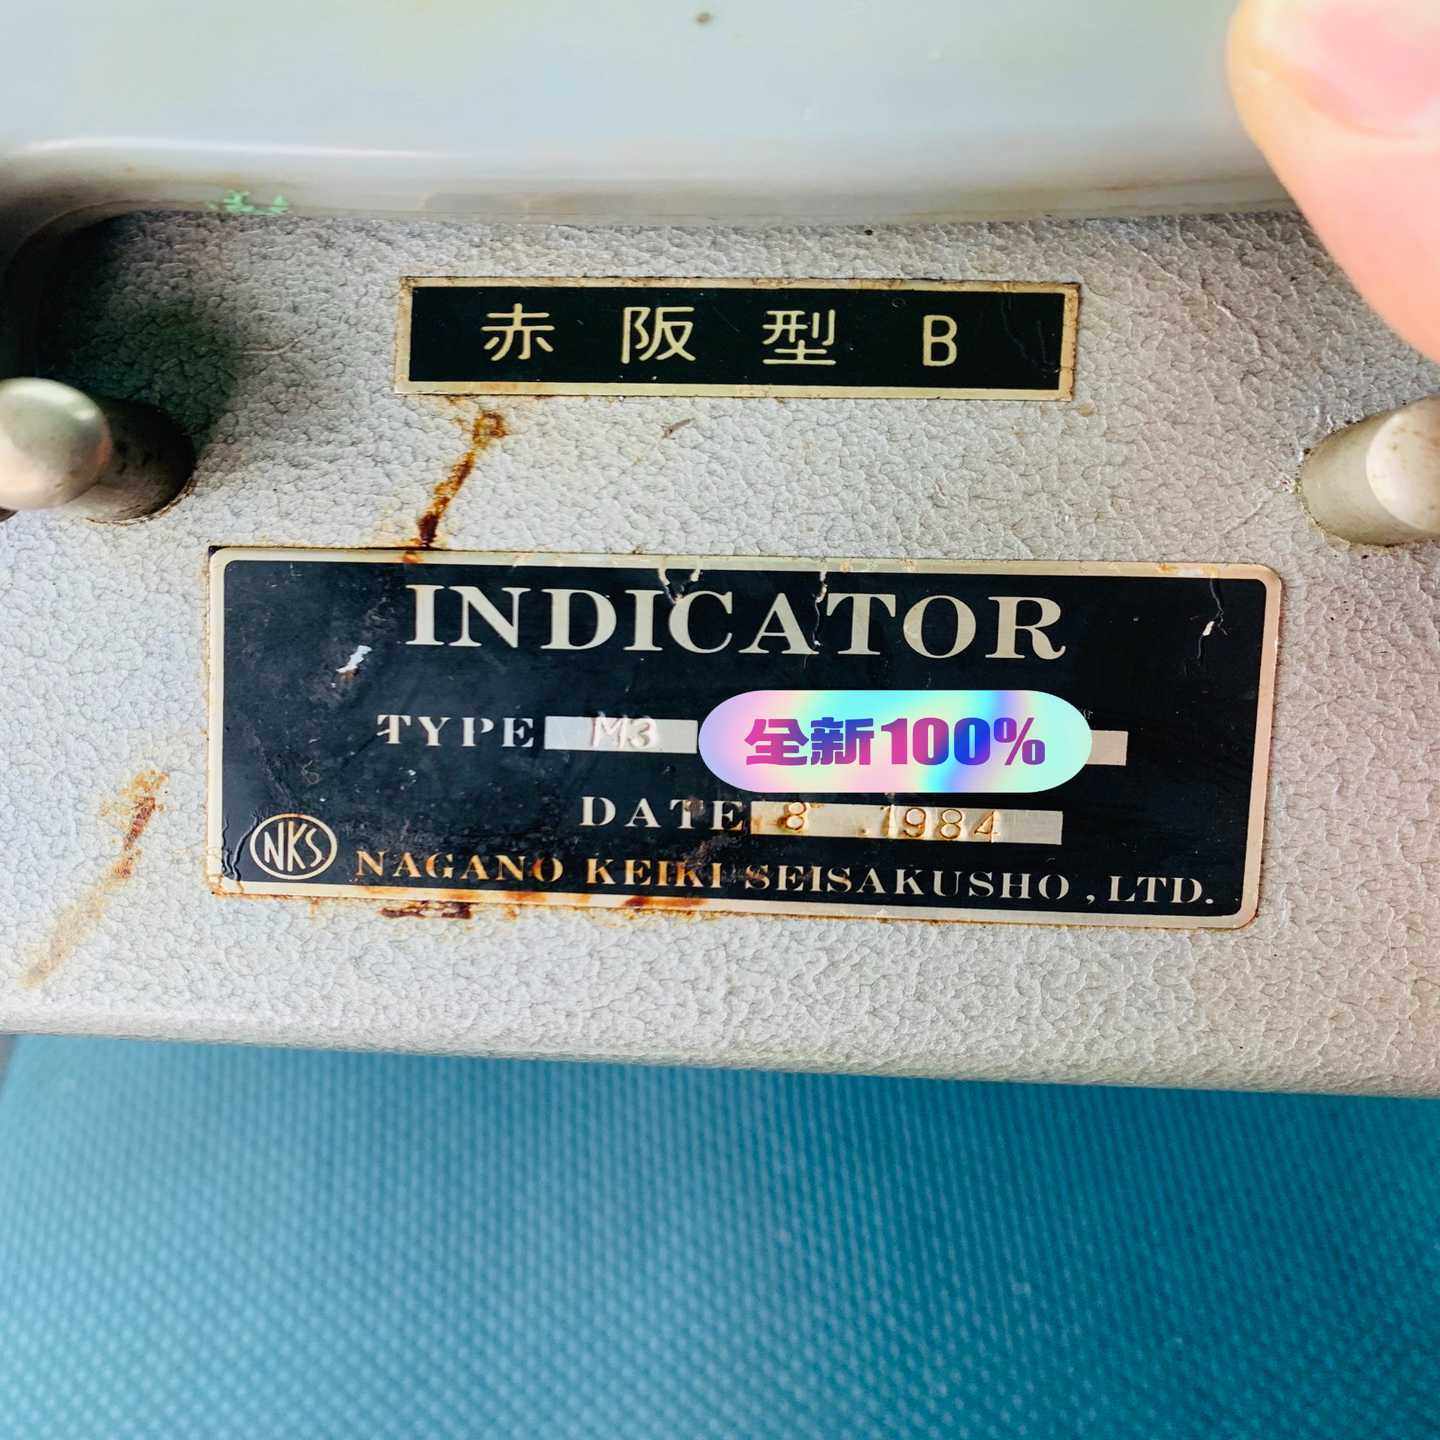 赤阪型B
INDICATOR
TYPE M3
全新100%
DATE 8 .1984
NKS
NAGANO KEIKI SEISAKUSHO, LTD.